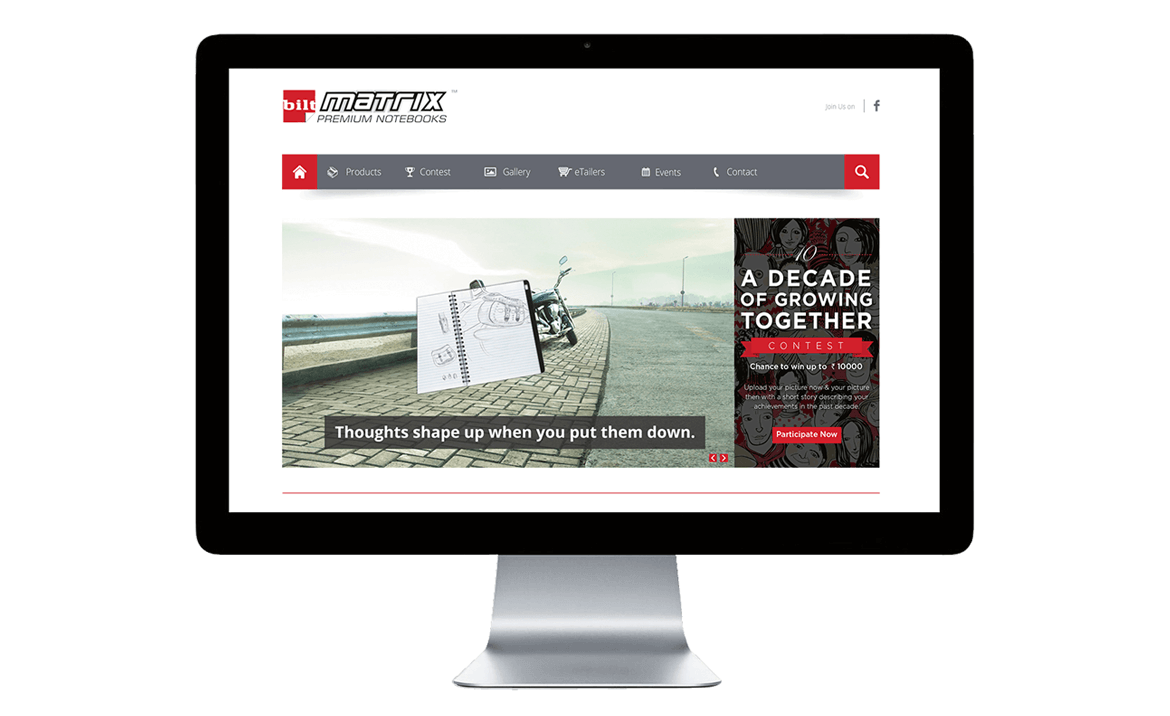 bilt matrix ™
PREMIUM NOTEBOOKS
Join Us on f
Products Contest Gallery eTailers Events Contact
10
A DECADE
OF GROWING
TOGETHER
CONTEST
Chance to win up to ₹ 10000
Upload your picture now & your picture
then with a short story describing your
achievements in the past decade.
Participate Now
Thoughts shape up when you put them down.